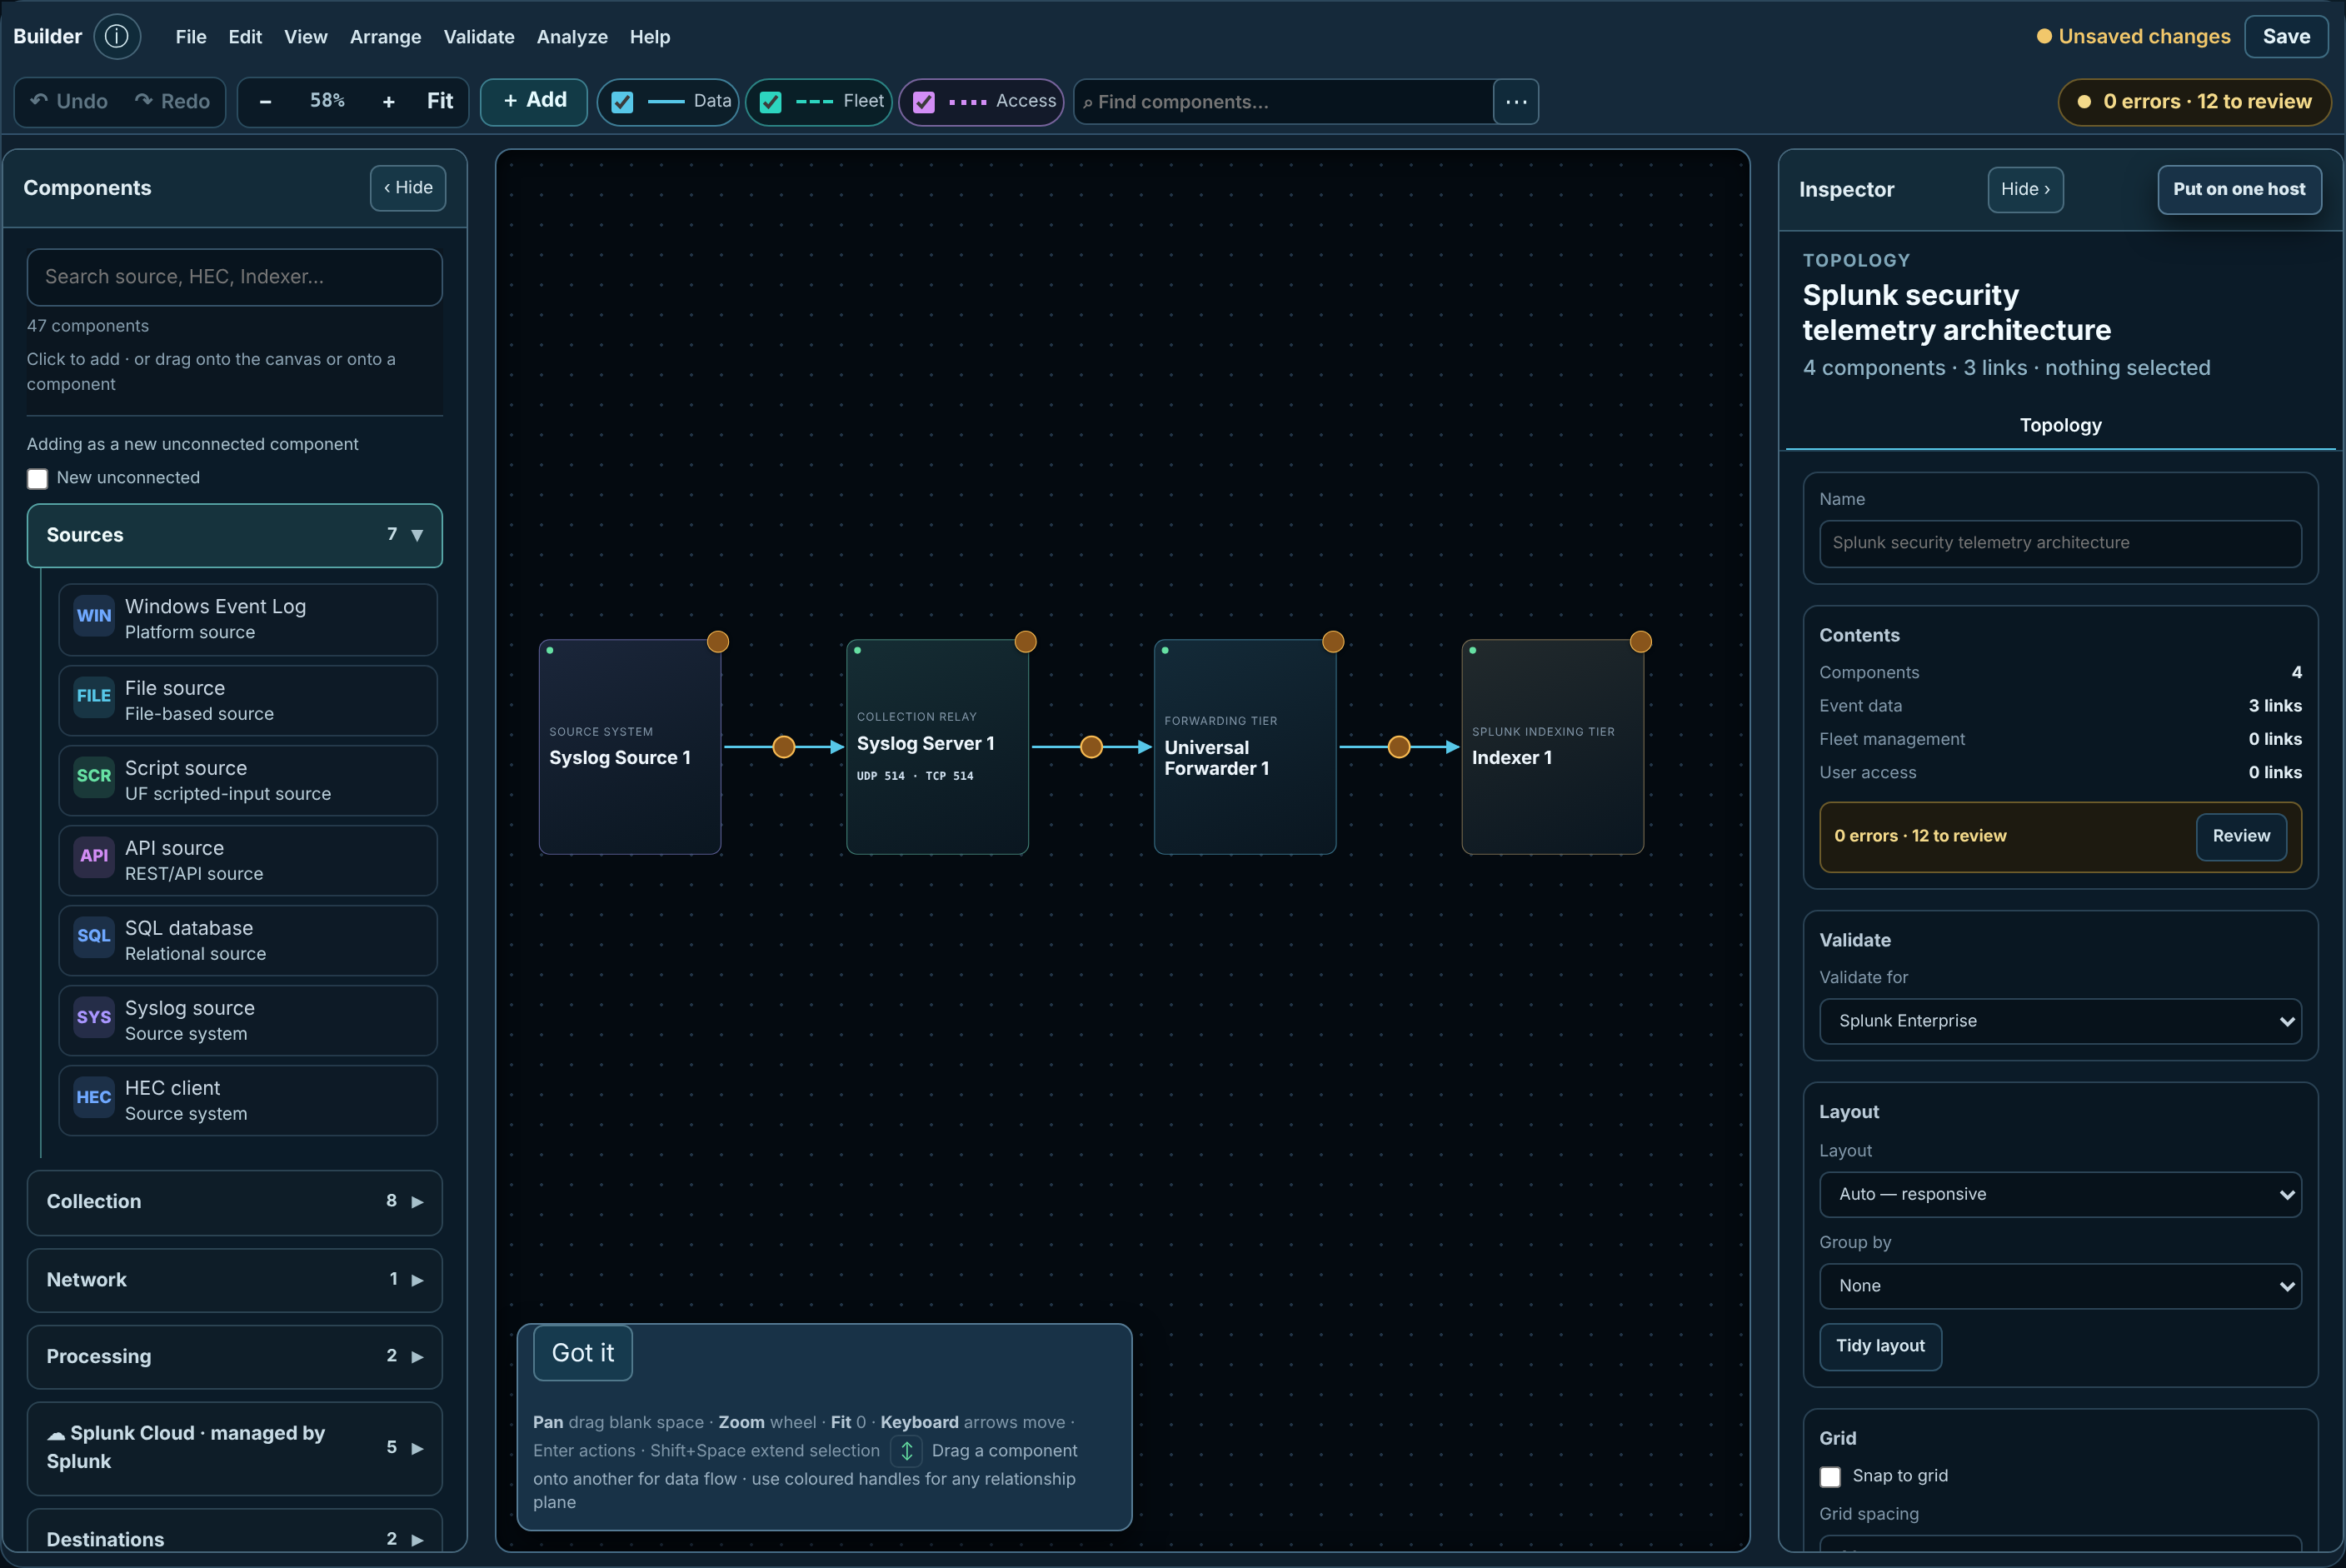 Builder ⓘ File Edit View Arrange Validate Analyze Help
● Unsaved changes Save
↶ Undo ↷ Redo
− 58% + Fit
+ Add
Data Fleet Access
⌕ Find components... ⋯
● 0 errors · 12 to review
Components ‹ Hide
Search source, HEC, Indexer...
47 components
Click to add · or drag onto the canvas or onto a
component
Adding as a new unconnected component
New unconnected
Sources 7 ▼
WIN Windows Event Log
Platform source
FILE File source
File-based source
SCR Script source
UF scripted-input source
API API source
REST/API source
SQL SQL database
Relational source
SYS Syslog source
Source system
HEC HEC client
Source system
Collection 8 ▶
Network 1 ▶
Processing 2 ▶
☁ Splunk Cloud · managed by
Splunk 5 ▶
Destinations 2 ▶
SOURCE SYSTEM
Syslog Source 1
COLLECTION RELAY
Syslog Server 1
UDP 514 · TCP 514
FORWARDING TIER
Universal
Forwarder 1
SPLUNK INDEXING TIER
Indexer 1
Got it
Pan drag blank space · Zoom wheel · Fit 0 · Keyboard arrows move ·
Enter actions · Shift+Space extend selection ↕ Drag a component
onto another for data flow · use coloured handles for any relationship
plane
Inspector Hide › Put on one host
TOPOLOGY
Splunk security
telemetry architecture
4 components · 3 links · nothing selected
Topology
Name
Splunk security telemetry architecture
Contents
Components 4
Event data 3 links
Fleet management 0 links
User access 0 links
0 errors · 12 to review Review
Validate
Validate for
Splunk Enterprise
Layout
Layout
Auto — responsive
Group by
None
Tidy layout
Grid
Snap to grid
Grid spacing